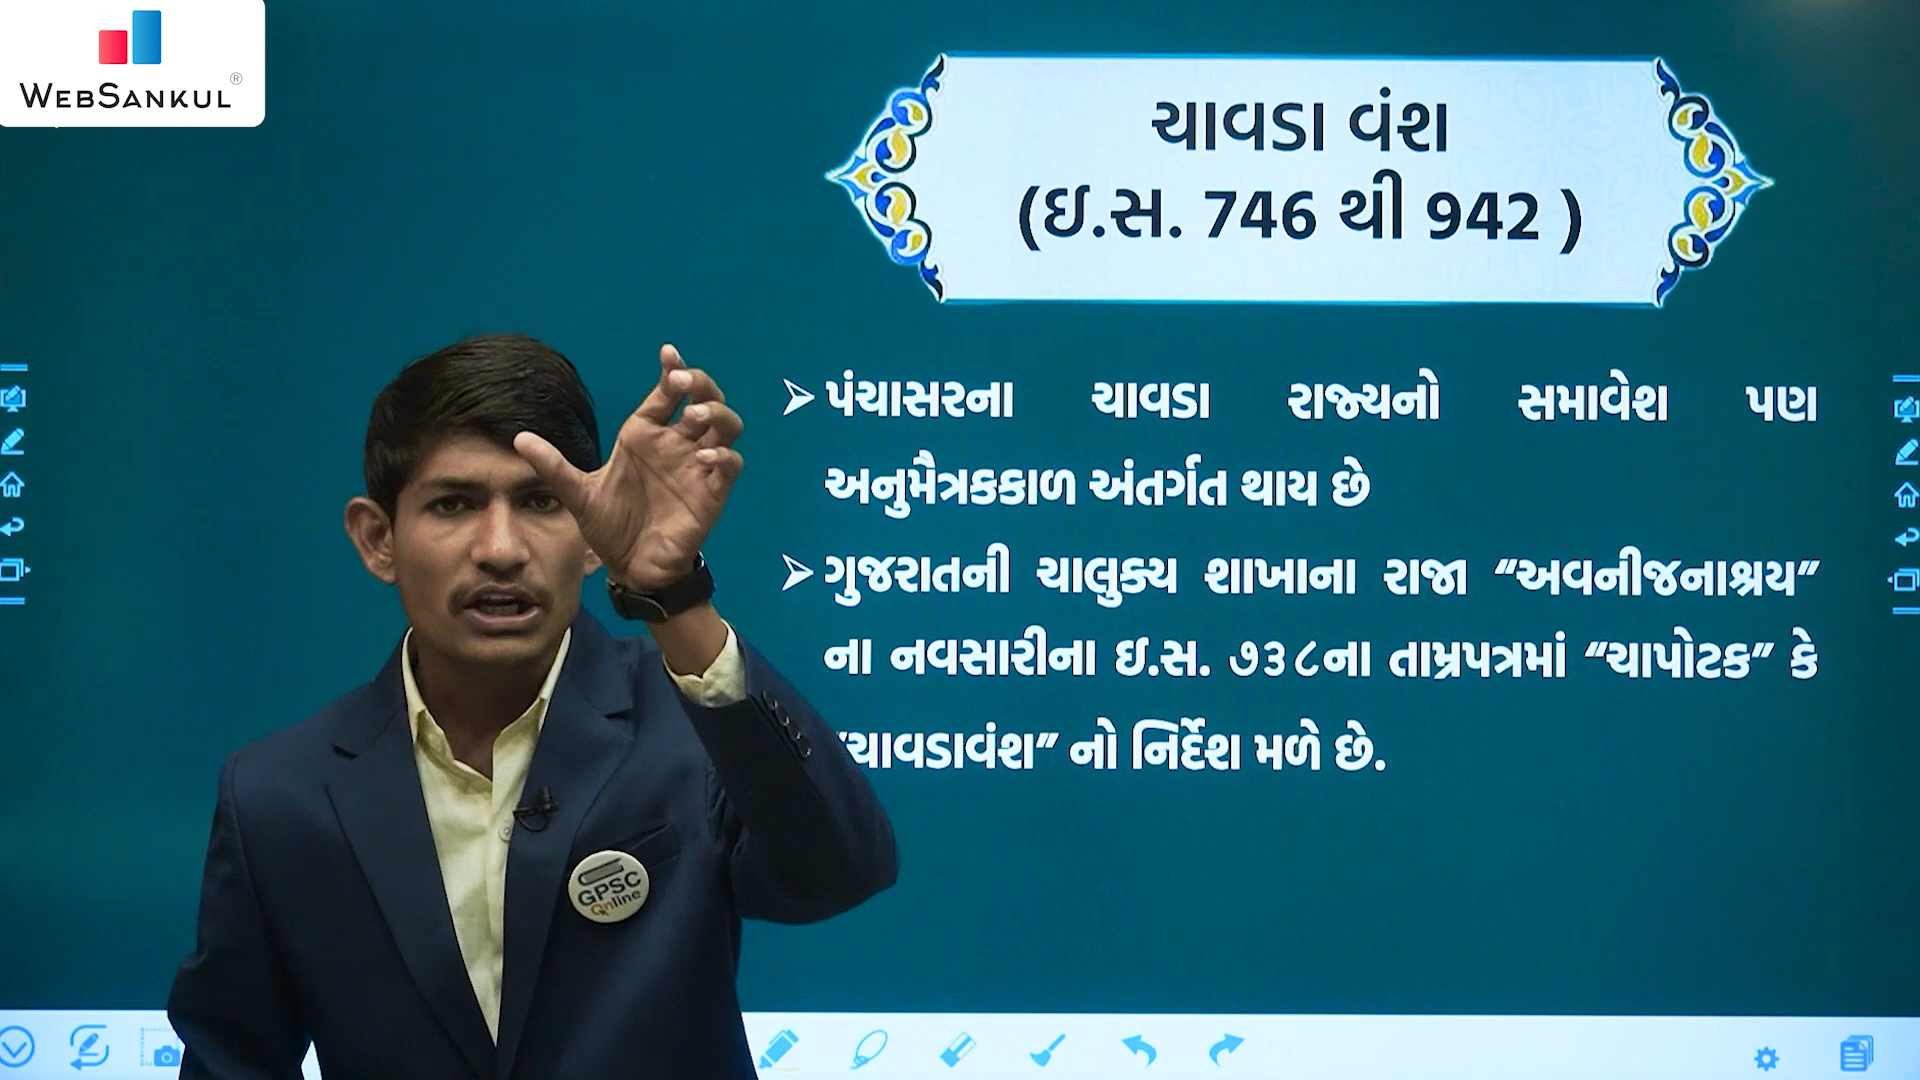 WEBSANKUL®
ચાવડા વંશ
(ઇ.સ. 746 થી 942 )
➢ પંચાસરના ચાવડા રાજ્યનો સમાવેશ પણ
અનુમૈત્રકકાળ અંતર્ગત થાય છે
➢ ગુજરાતની ચાલુક્ય શાખાના રાજા “અવનીજનાશ્રય”
ના નવસારીના ઇ.સ. ૭૩૮ના તામ્રપત્રમાં “ચાપોટક” કે
“ચાવડાવંશ” નો નિર્દેશ મળે છે.
GPSC
Online